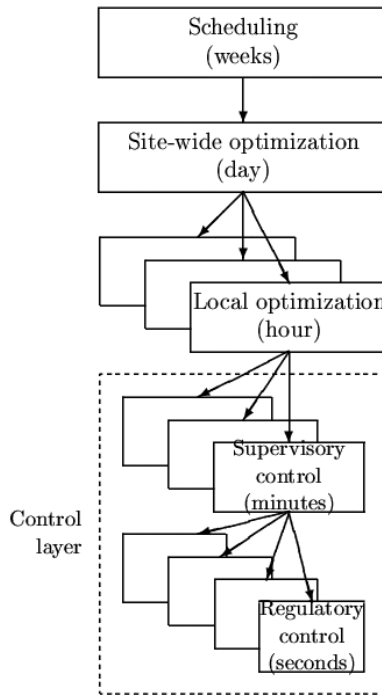 Scheduling
(weeks)
Site-wide optimization
(day)
Local optimization
(hour)
Supervisory
control
(minutes)
Control
layer
Regulatory
control
(seconds)